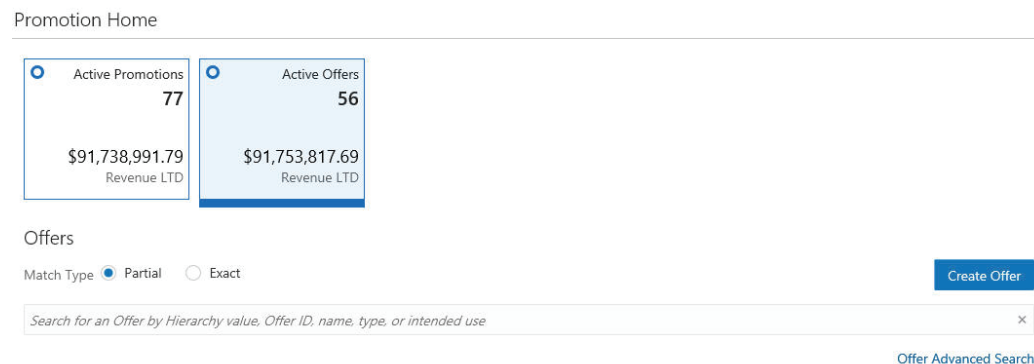 Promotion Home
Active Promotions
77
$91,738,991.79
Revenue LTD
Active Offers
56
$91,753,817.69
Revenue LTD
Offers
Match Type Partial Exact
Create Offer
Search for an Offer by Hierarchy value, Offer ID, name, type, or intended use ×
Offer Advanced Search